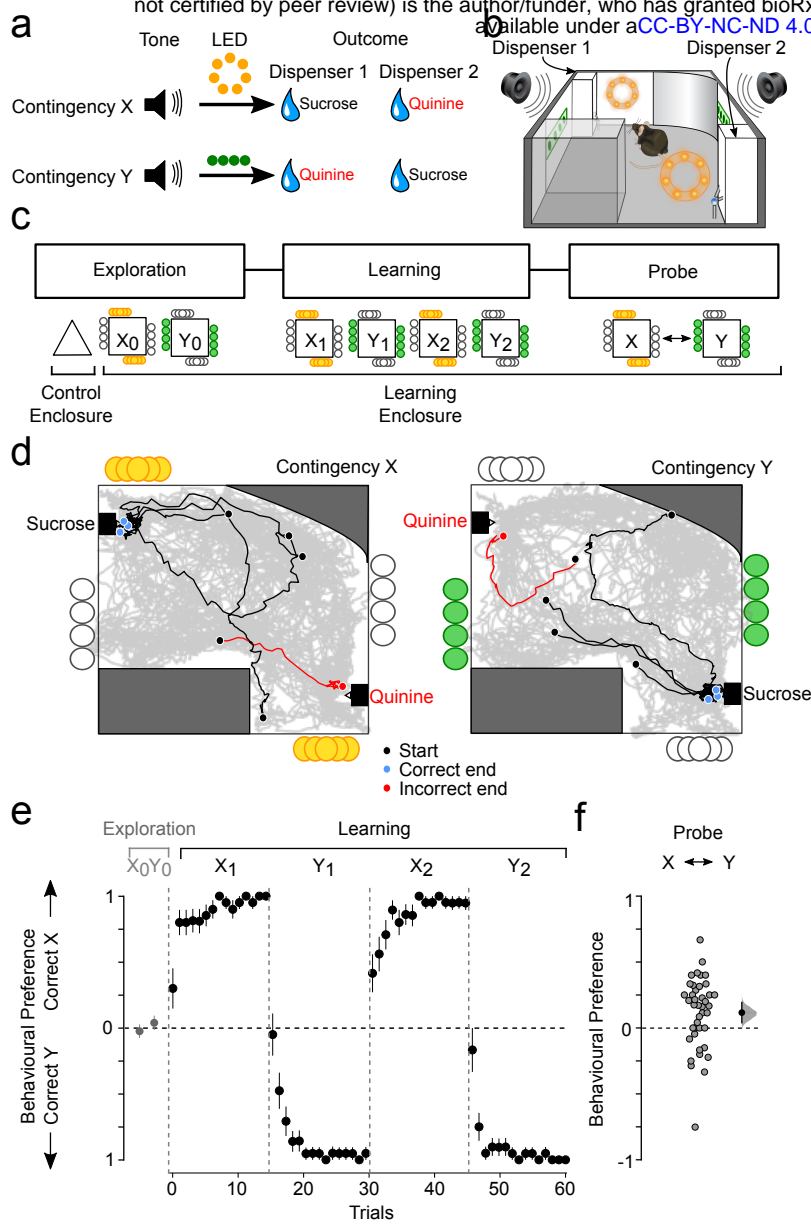 not certified by peer review) is the author/funder, who has granted bioRx
available under aCC-BY-NC-ND 4.0
a
Tone
LED
Outcome
Dispenser 1
Dispenser 2
Contingency X
Sucrose
Quinine
Contingency Y
Quinine
Sucrose
b
Dispenser 1
Dispenser 2
c
Exploration
Learning
Probe
X0
Y0
X1
Y1
X2
Y2
X
Y
Control
Enclosure
Learning
Enclosure
d
Contingency X
Contingency Y
Sucrose
Quinine
Quinine
Sucrose
Start
Correct end
Incorrect end
e
Exploration
Learning
X0Y0
X1
Y1
X2
Y2
Behavioural Preference
Correct Y
Correct X
1
0
1
0
10
20
30
40
50
60
Trials
f
Probe
X
Y
Behavioural Preference
1
0
-1